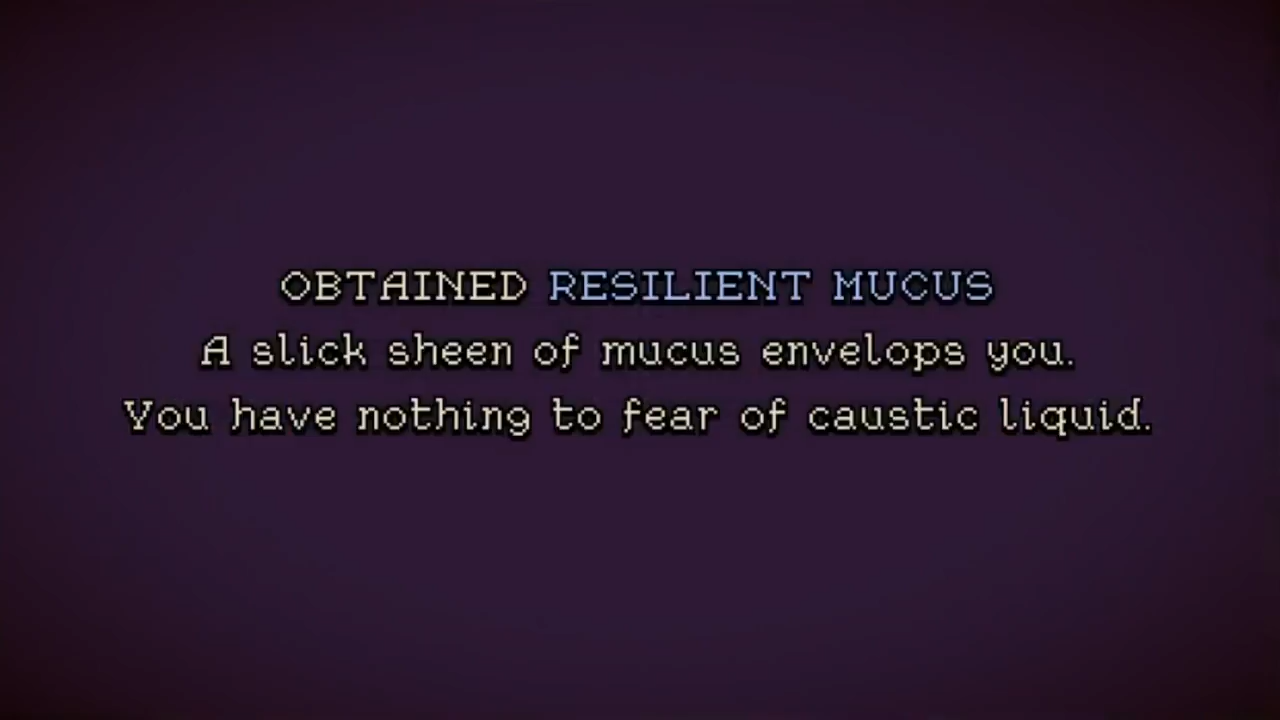 OBTAINED RESILIENT MUCUS
A slick sheen of mucus envelops you.
You have nothing to fear of caustic liquid.